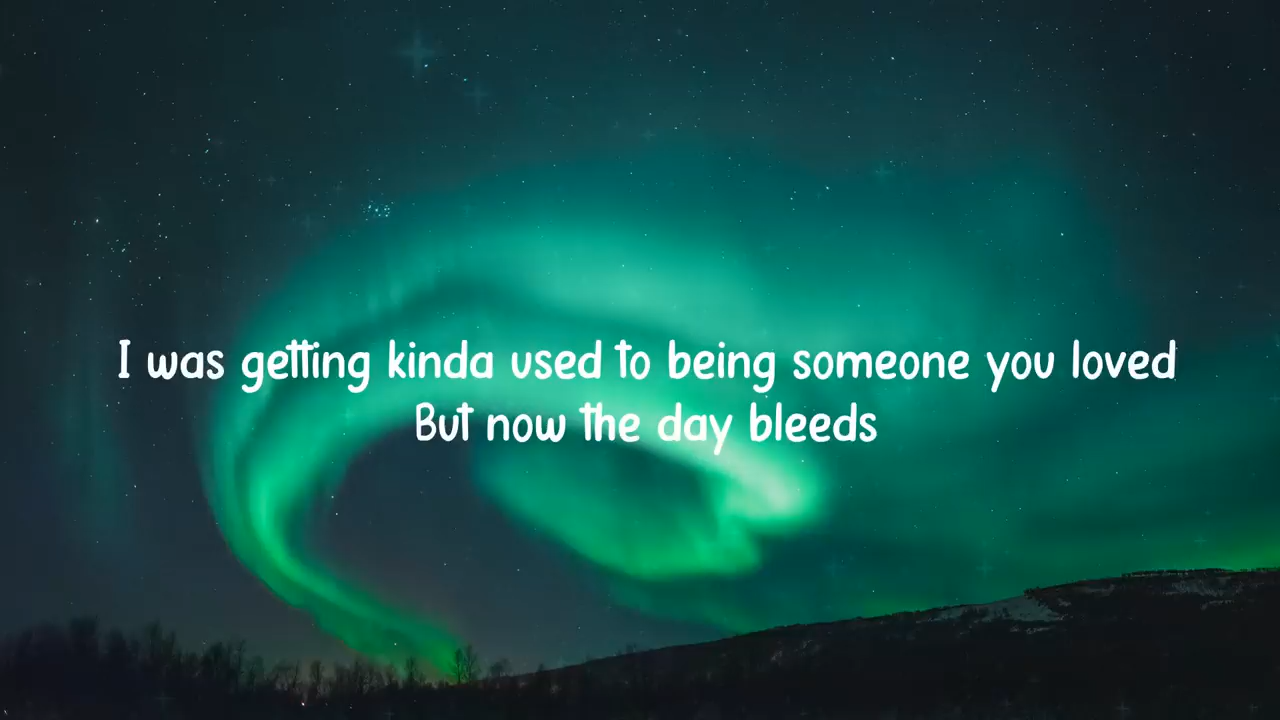 I was getting kinda used to being someone you loved
But now the day bleeds